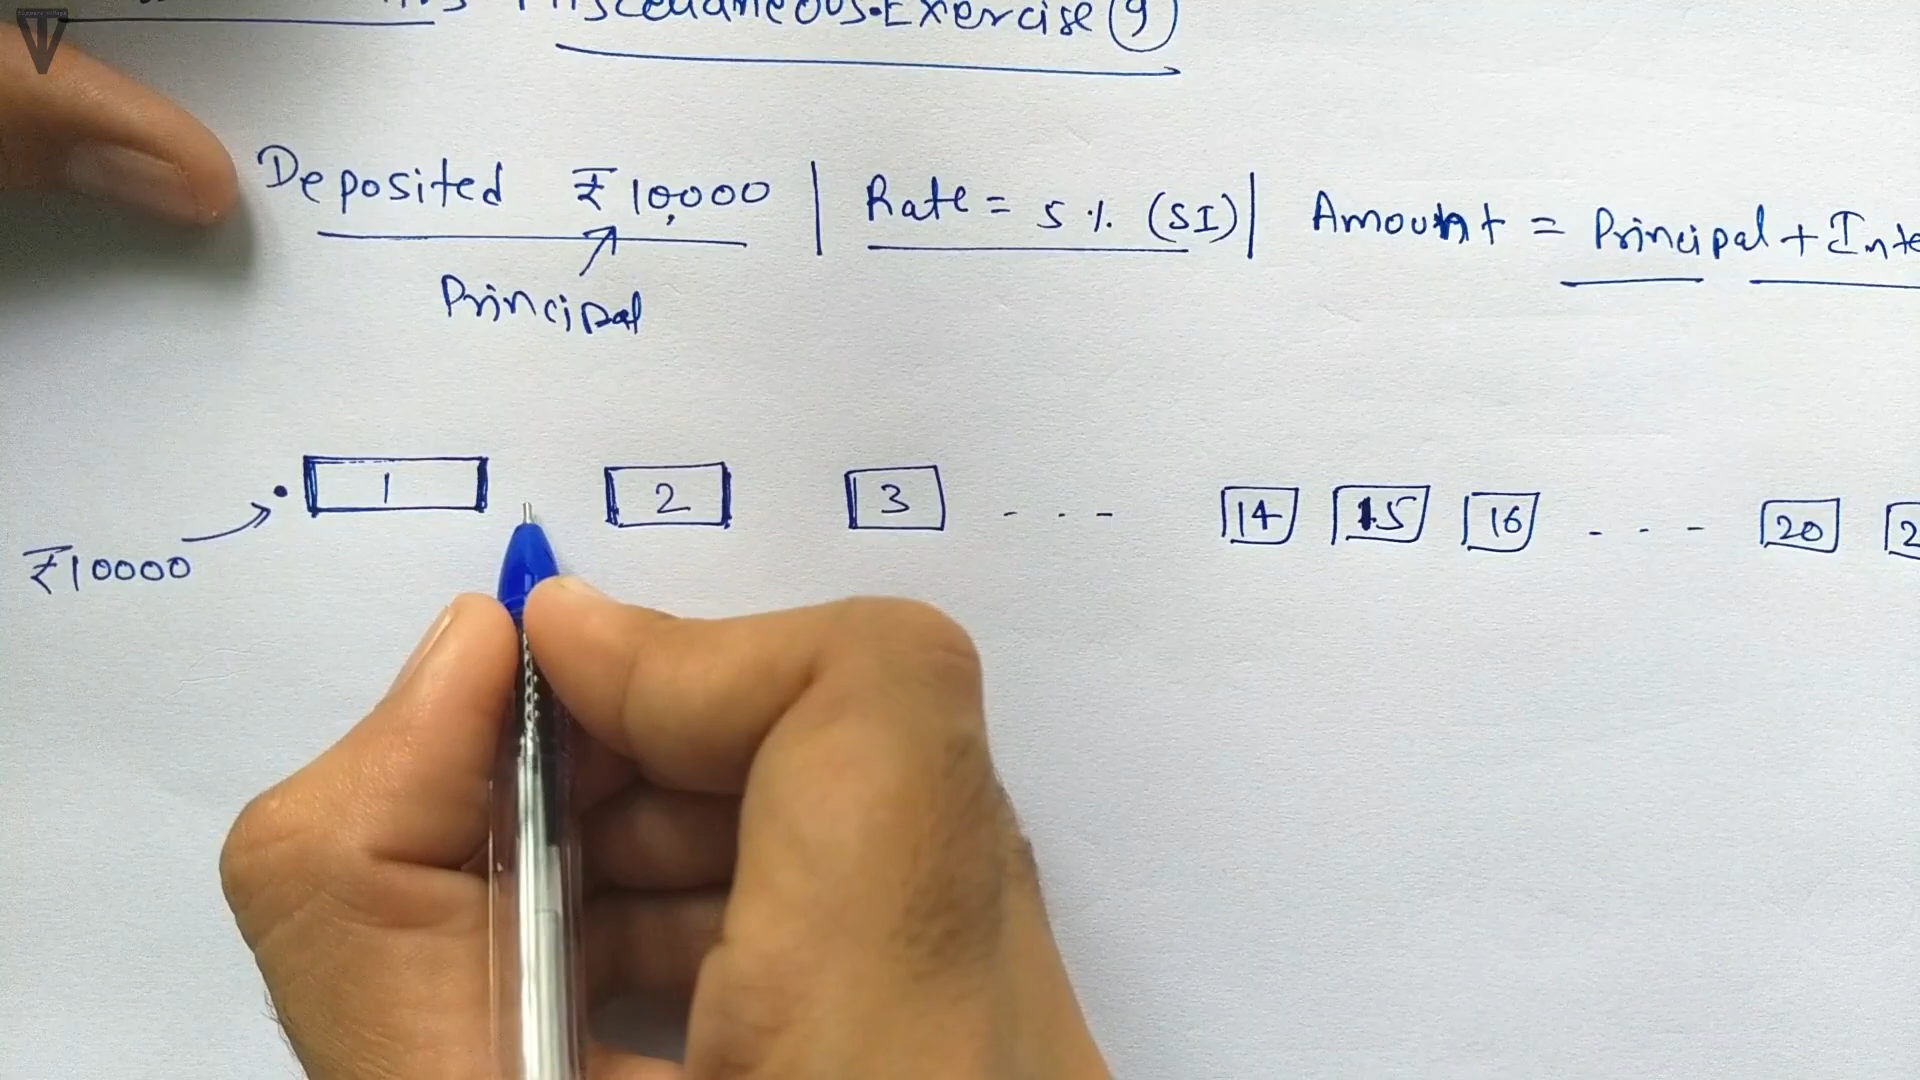 Miscellaneous Exercise 9
Deposited ₹10,000 | Rate = 5 % (SI) | Amount = Principal + Inte
Principal
1 2 3 - - - 14 15 16 - - - 20 2
₹10000